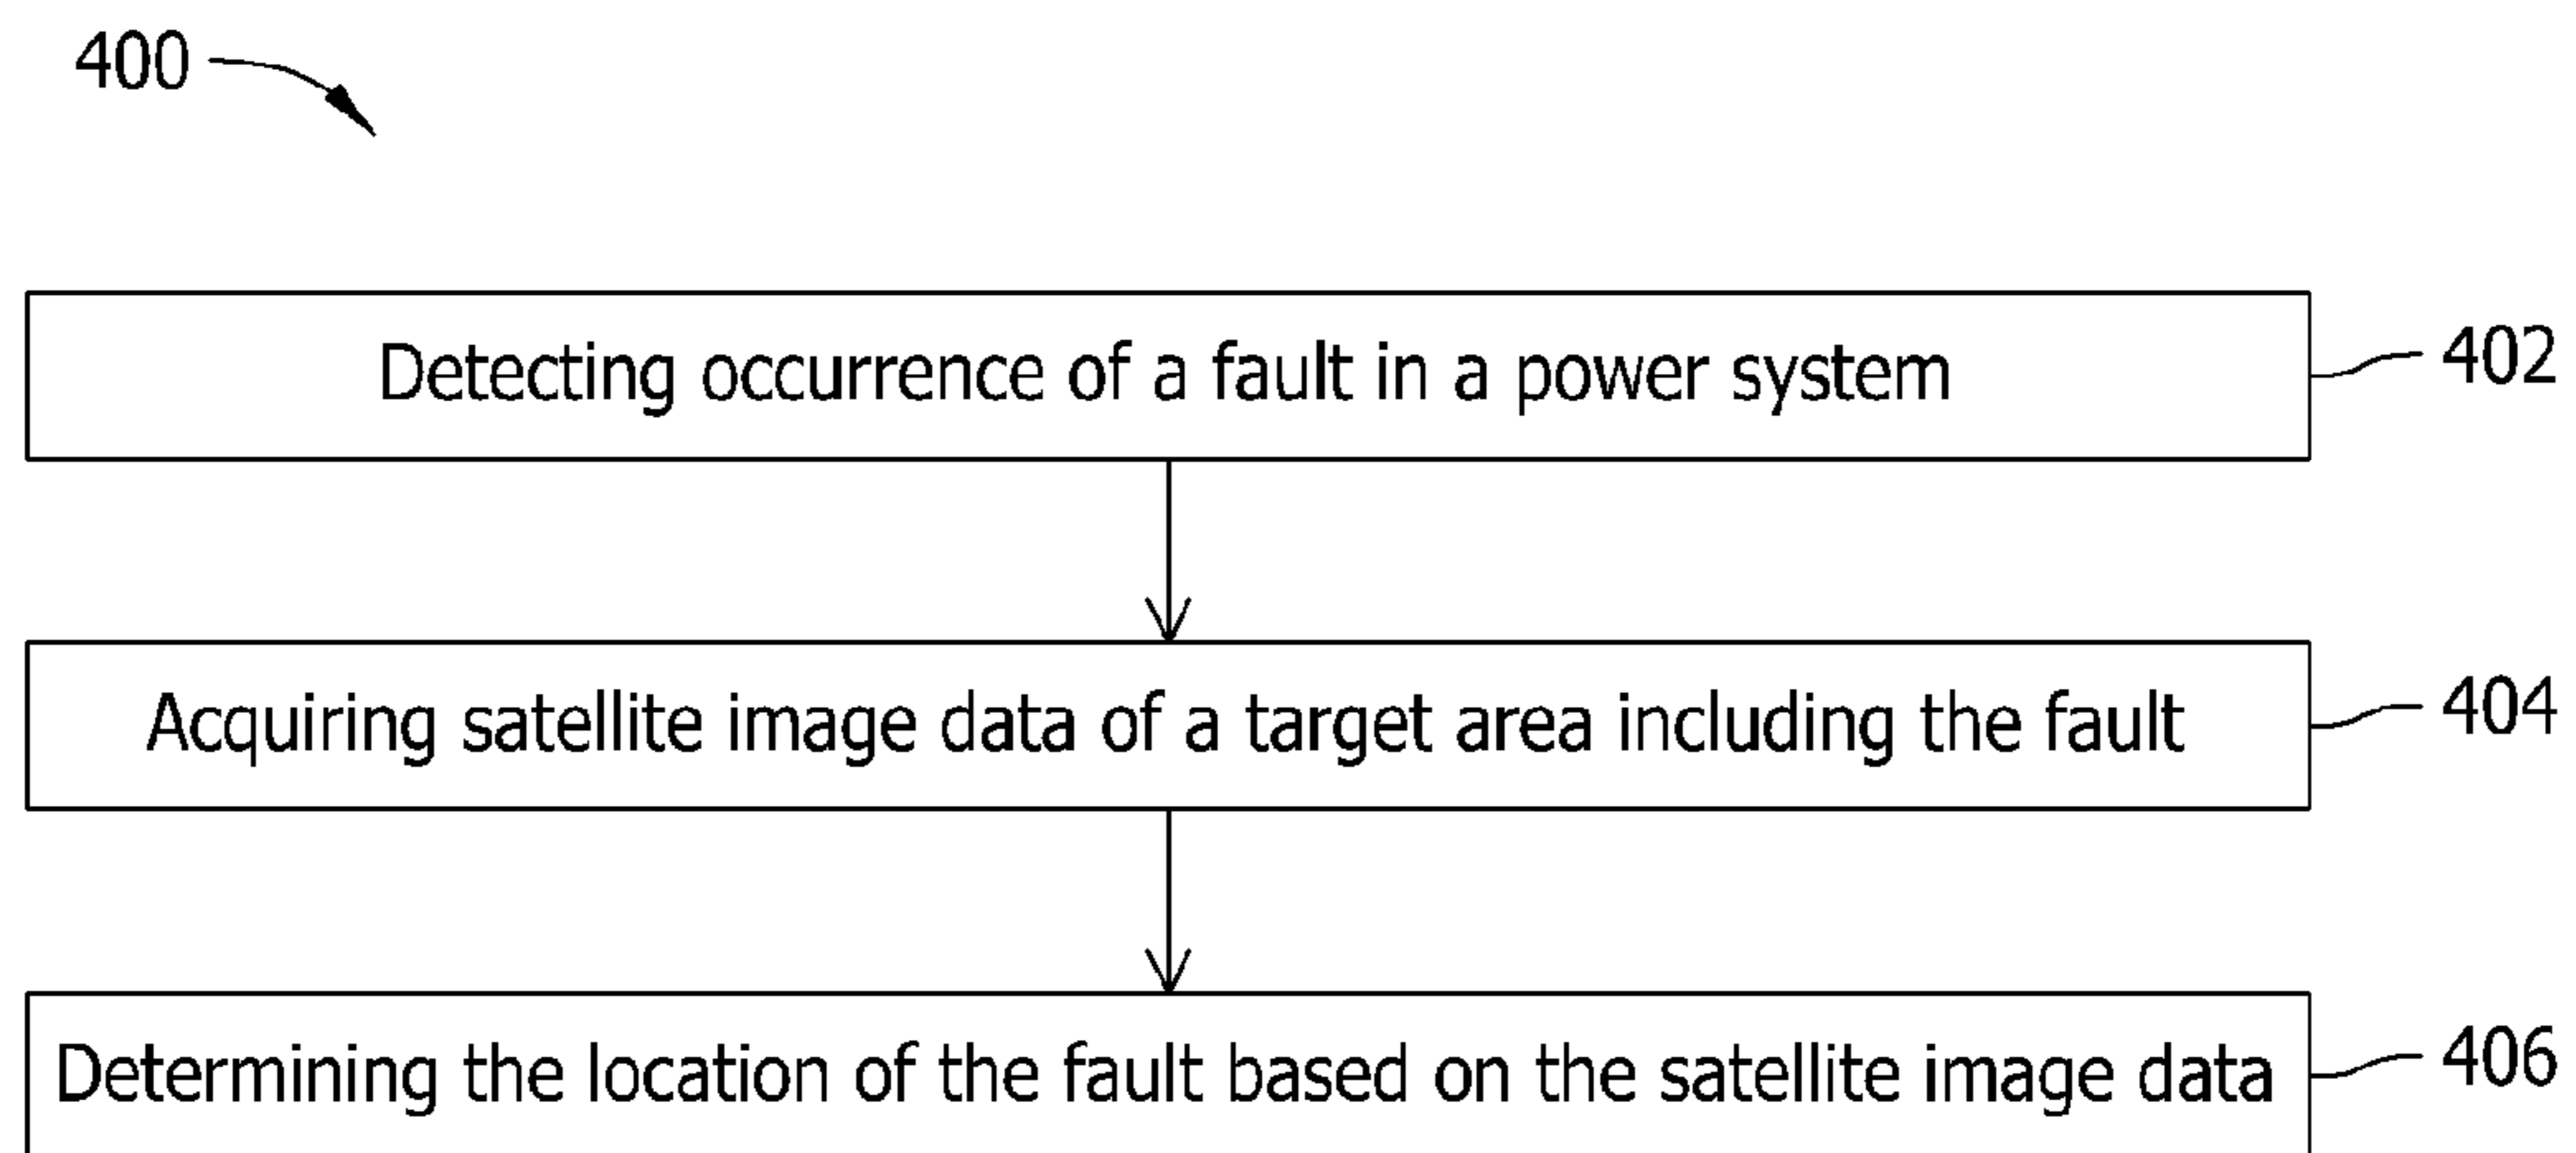 400
Detecting occurrence of a fault in a power system
402
Acquiring satellite image data of a target area including the fault
404
Determining the location of the fault based on the satellite image data
406